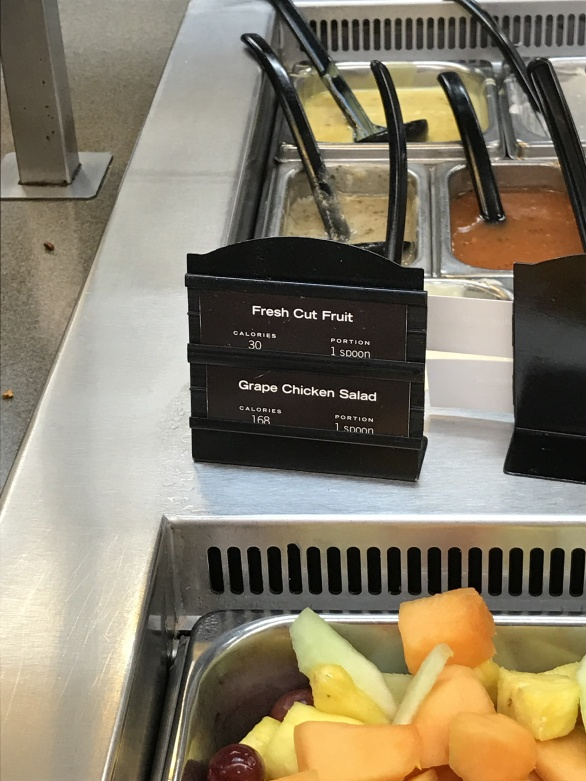 Fresh Cut Fruit
CALORIES PORTION
30 1 spoon
Grape Chicken Salad
CALORIES PORTION
168 1 spoon